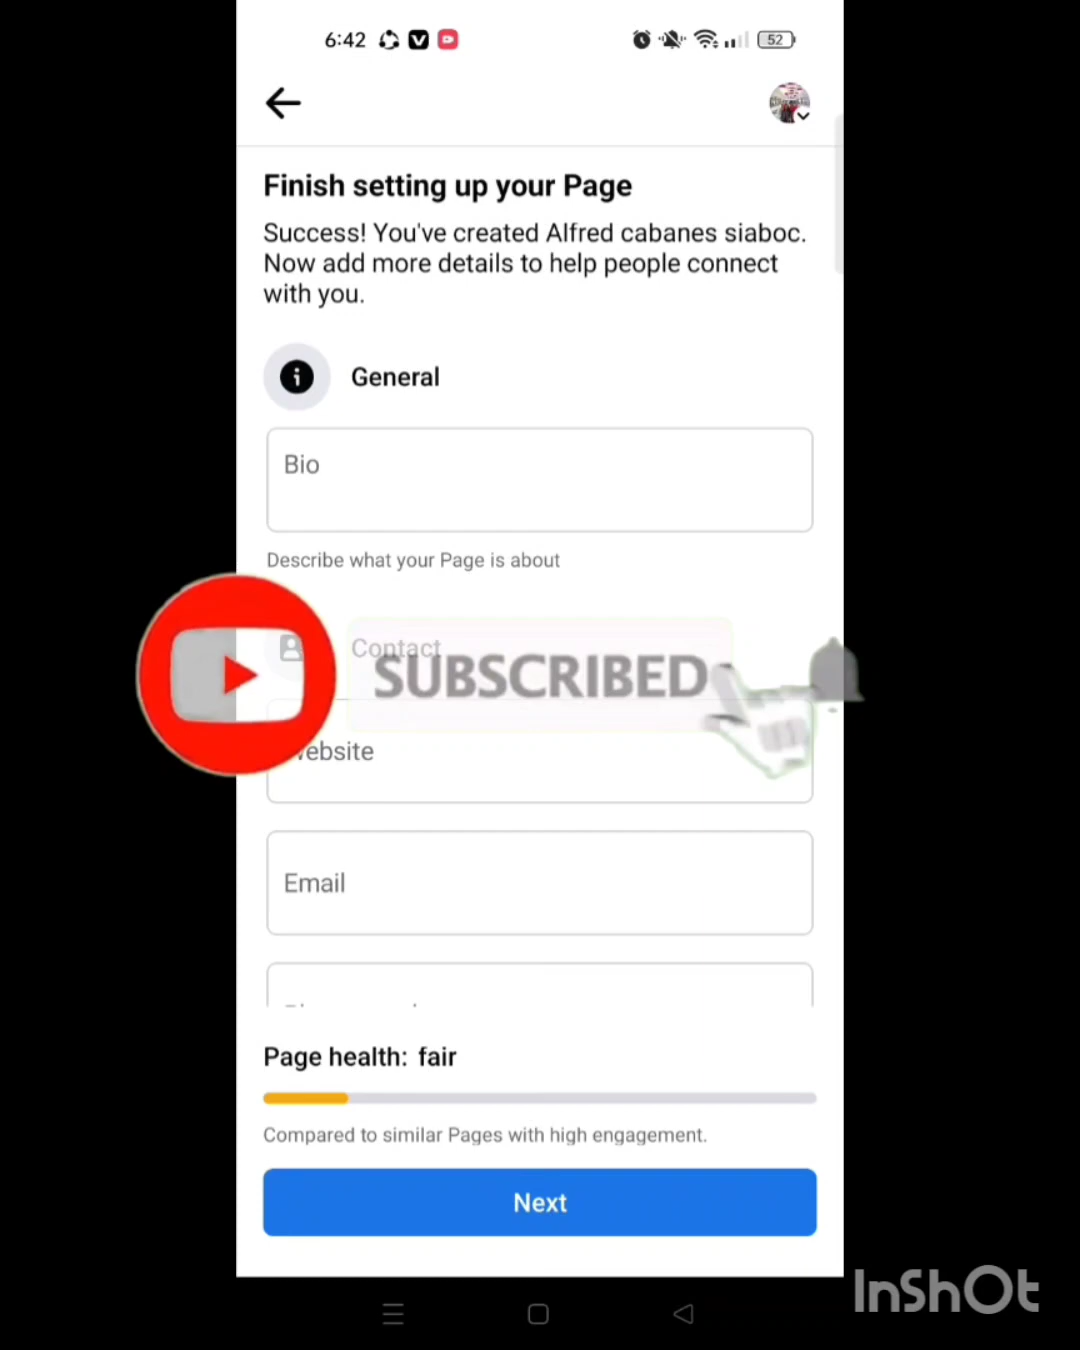 6:42
52
Finish setting up your Page
Success! You've created Alfred cabanes siaboc.
Now add more details to help people connect
with you.
General
Bio
Describe what your Page is about
Contact
SUBSCRIBED
Website
Email
Page health: fair
Compared to similar Pages with high engagement.
Next
InShOt